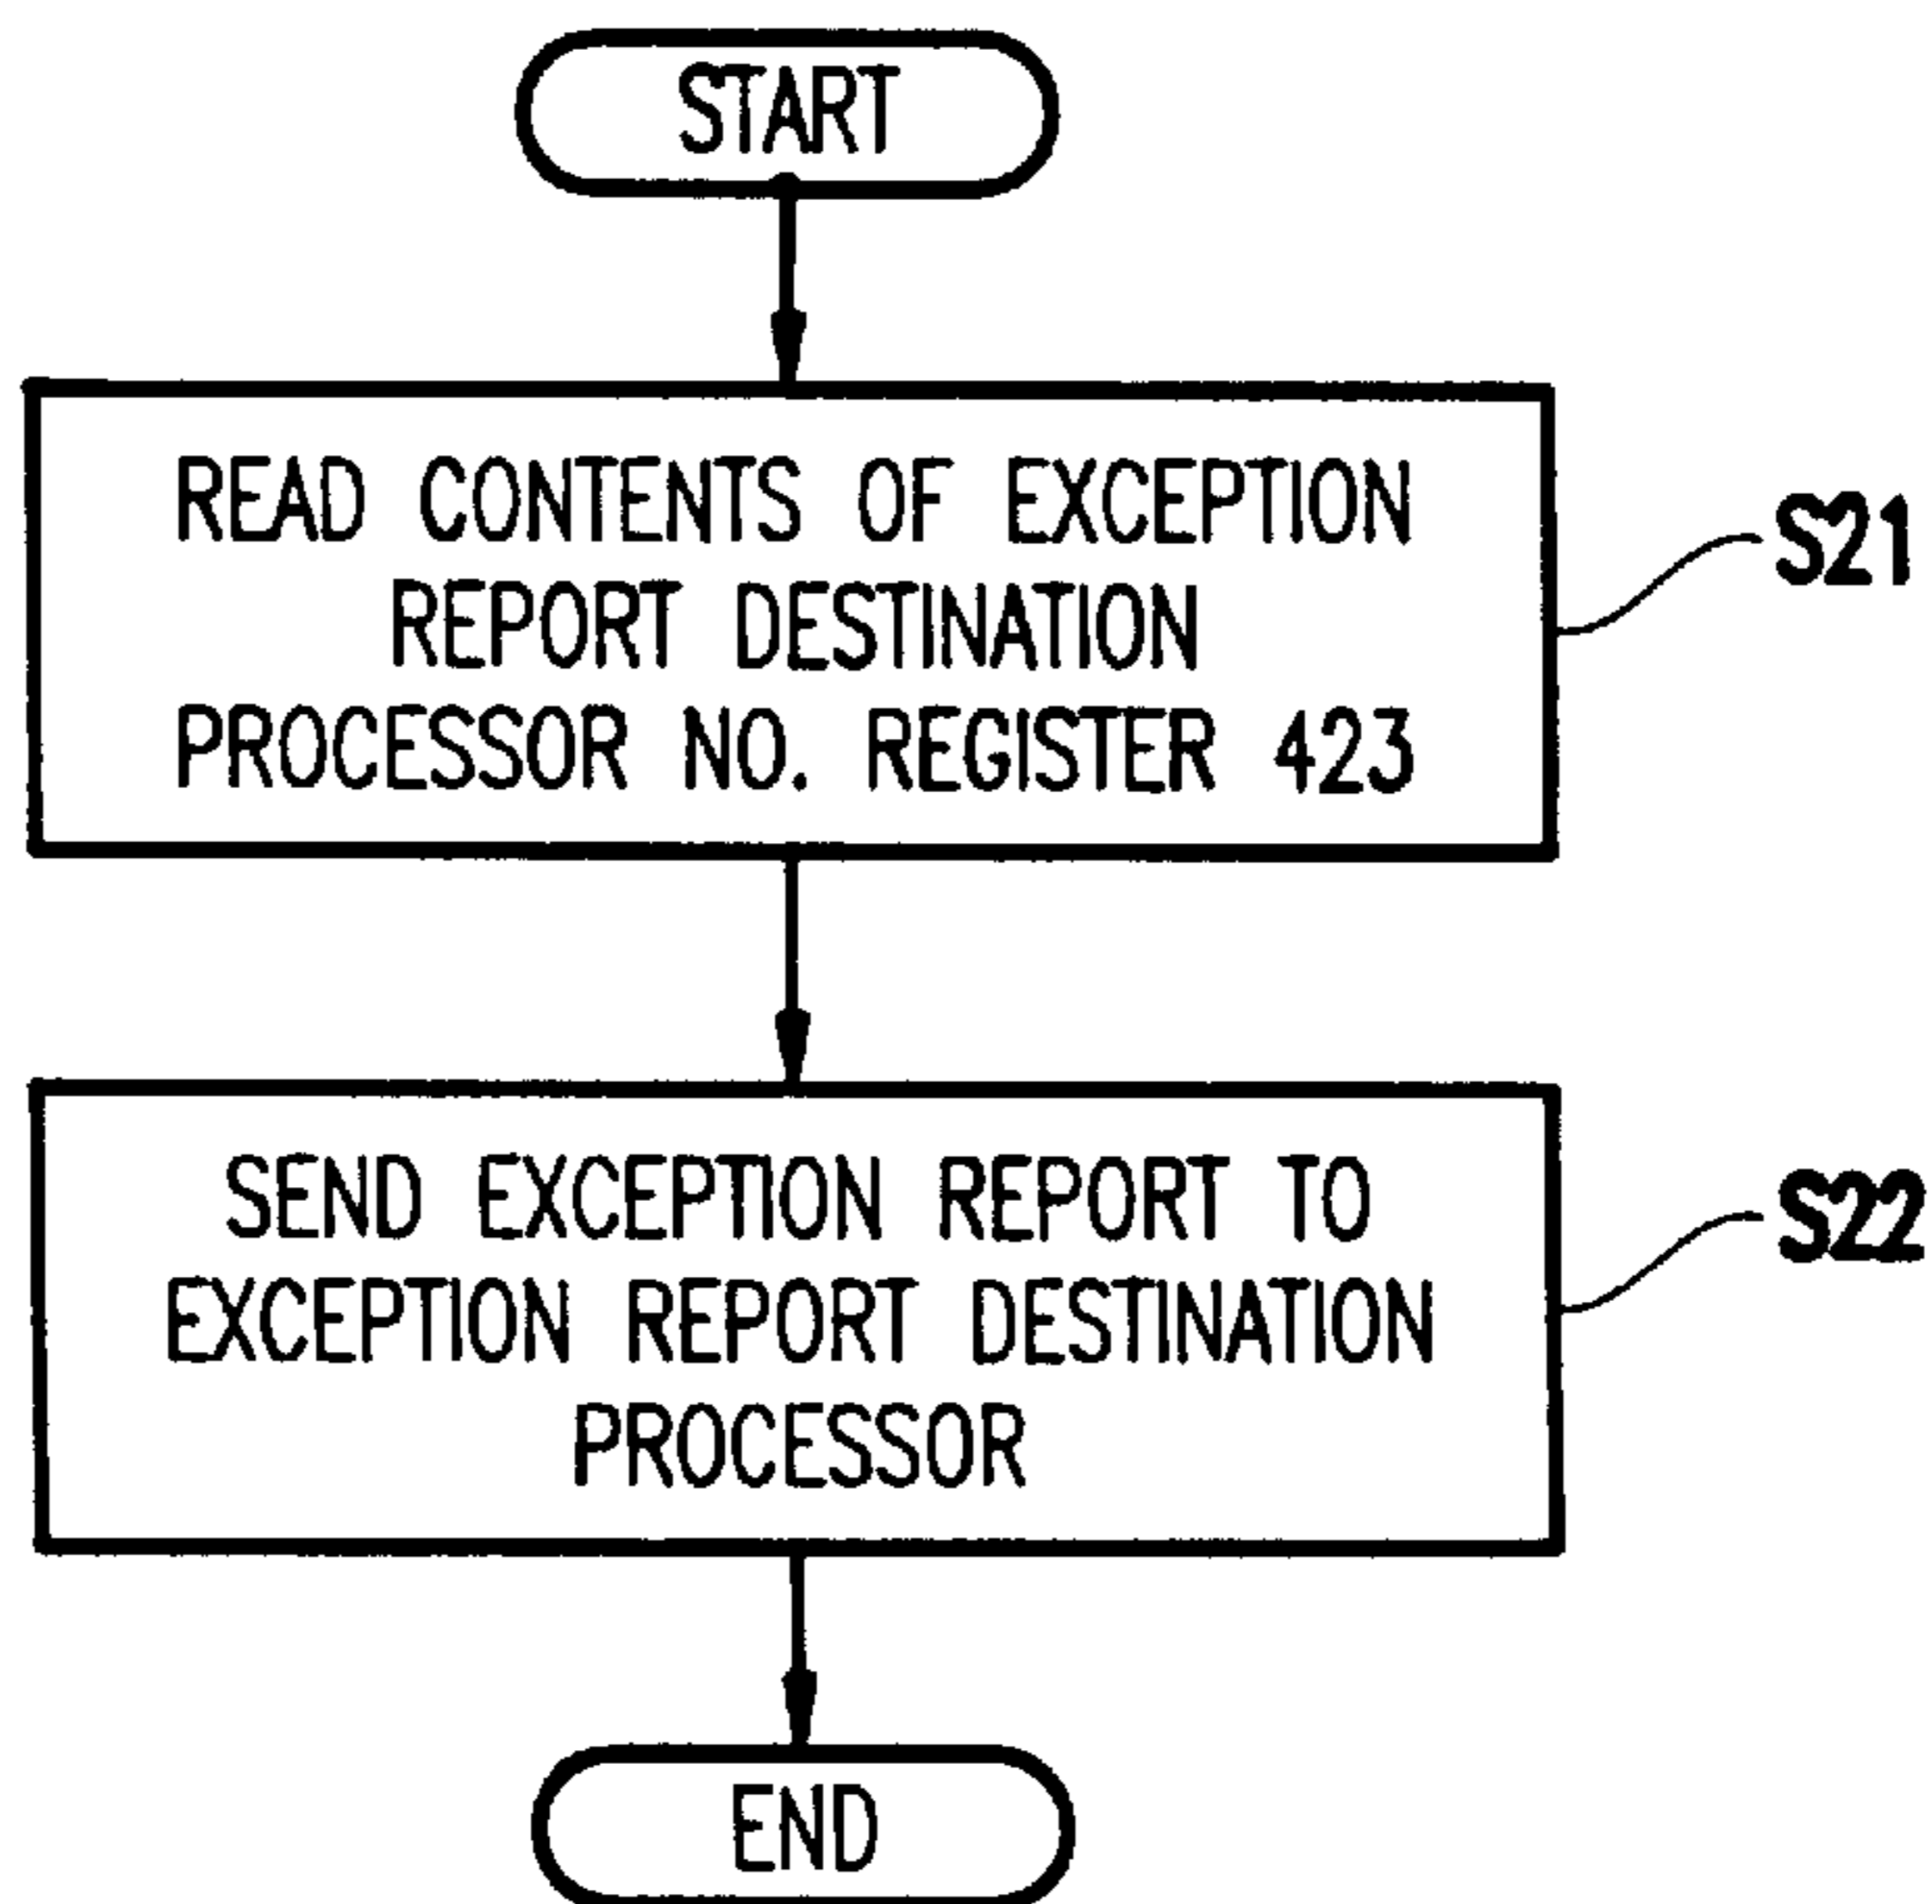 START
READ CONTENTS OF EXCEPTION
REPORT DESTINATION
PROCESSOR NO. REGISTER 423
S21
SEND EXCEPTION REPORT TO
EXCEPTION REPORT DESTINATION
PROCESSOR
S22
END